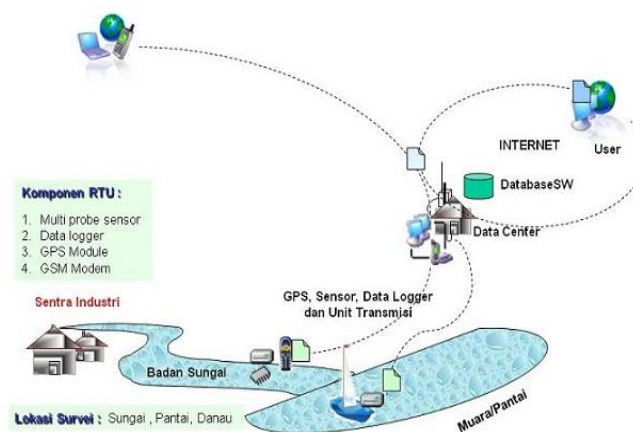 INTERNET
User
DatabaseSW
Data Center
Komponen RTU :
1. Multi probe sensor
2. Data logger
3. GPS Module
4. GSM Modem
Sentra Industri
GPS, Sensor, Data Logger
dan Unit Transmisi
Badan Sungai
Muara/Pantai
Lokasi Survei : Sungai , Pantai, Danau